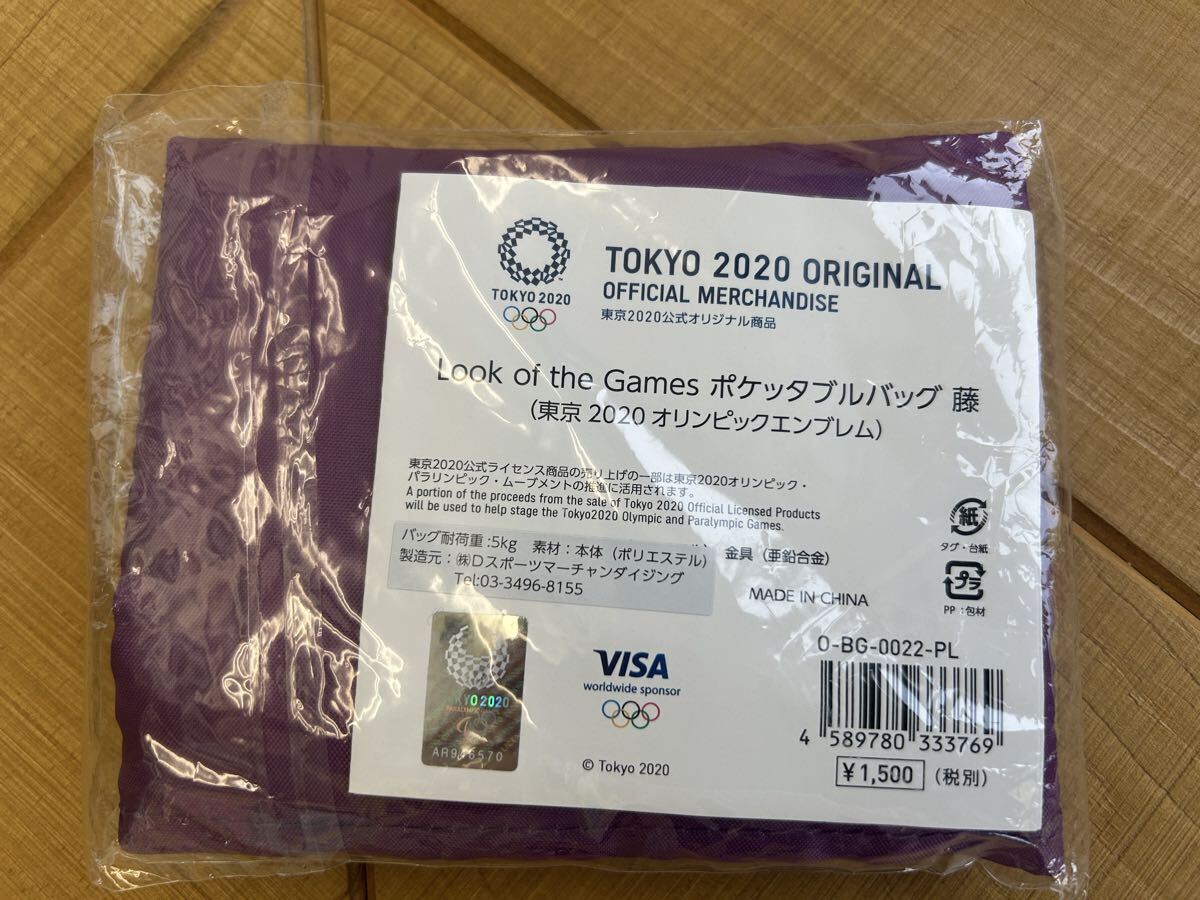 TOKYO 2020
TOKYO 2020 ORIGINAL
OFFICIAL MERCHANDISE
東京2020公式オリジナル商品
Look of the Games ポケッタブルバッグ 藤
(東京 2020 オリンピックエンブレム)
東京2020公式ライセンス商品の売り上げの一部は東京2020オリンピック・
パラリンピック・ムーブメントの推進に活用されます。
A portion of the proceeds from the sale of Tokyo 2020 Official Licensed Products
will be used to help stage the Tokyo2020 Olympic and Paralympic Games.
バッグ耐荷重:5kg 素材:本体(ポリエステル) 金具(亜鉛合金)
製造元:㈱Dスポーツマーチャンダイジング
Tel:03-3496-8155
MADE IN CHINA
紙
タグ・台紙
プラ
PP:包材
2020
PARALYMPIC
AR946570
VISA
worldwide sponsor
© Tokyo 2020
O-BG-0022-PL
4 589780 333769
¥1,500 (税別)